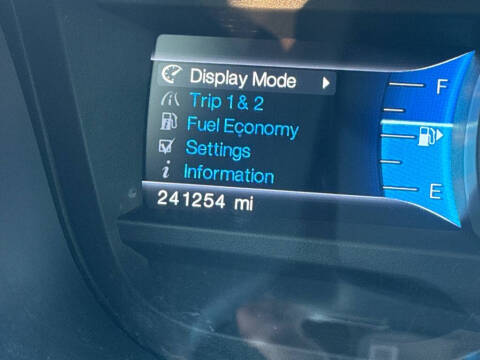 Display Mode
Trip 1 & 2
Fuel Economy
Settings
Information
241254 mi
F
E